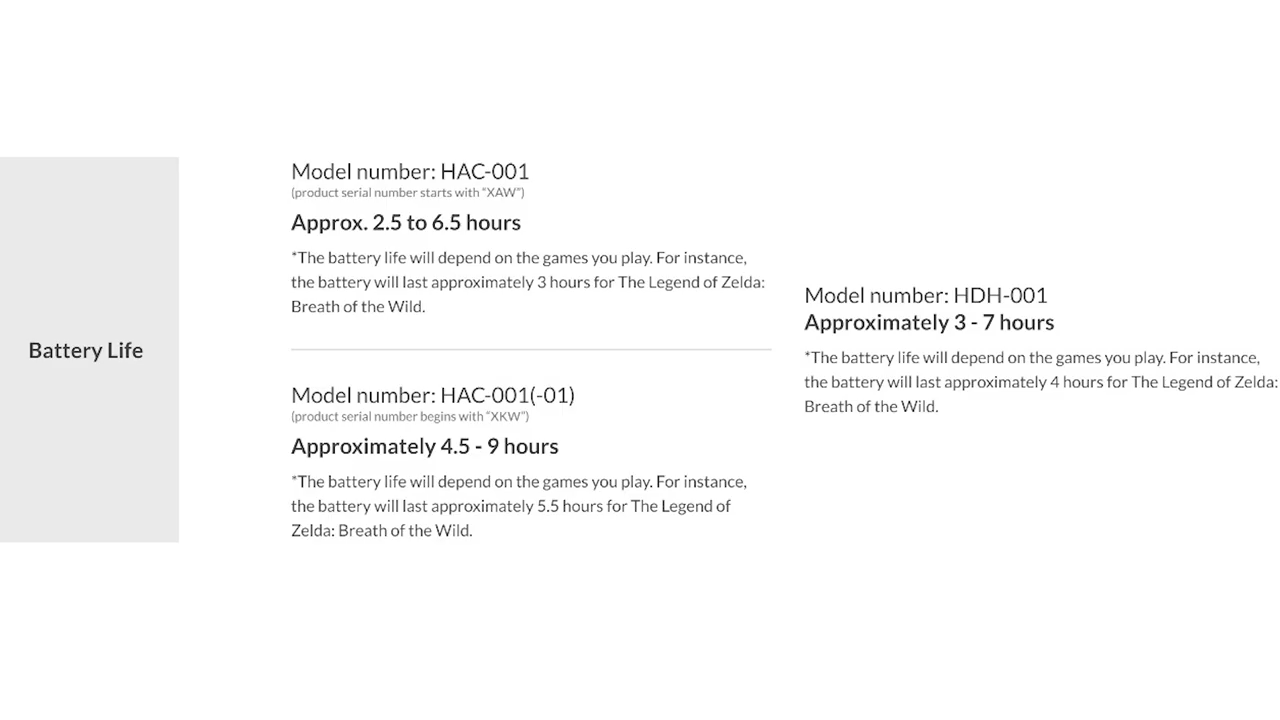 Battery Life
Model number: HAC-001
(product serial number starts with “XAW”)
Approx. 2.5 to 6.5 hours
*The battery life will depend on the games you play. For instance,
the battery will last approximately 3 hours for The Legend of Zelda:
Breath of the Wild.
Model number: HAC-001(-01)
(product serial number begins with “XKW”)
Approximately 4.5 - 9 hours
*The battery life will depend on the games you play. For instance,
the battery will last approximately 5.5 hours for The Legend of
Zelda: Breath of the Wild.
Model number: HDH-001
Approximately 3 - 7 hours
*The battery life will depend on the games you play. For instance,
the battery will last approximately 4 hours for The Legend of Zelda:
Breath of the Wild.